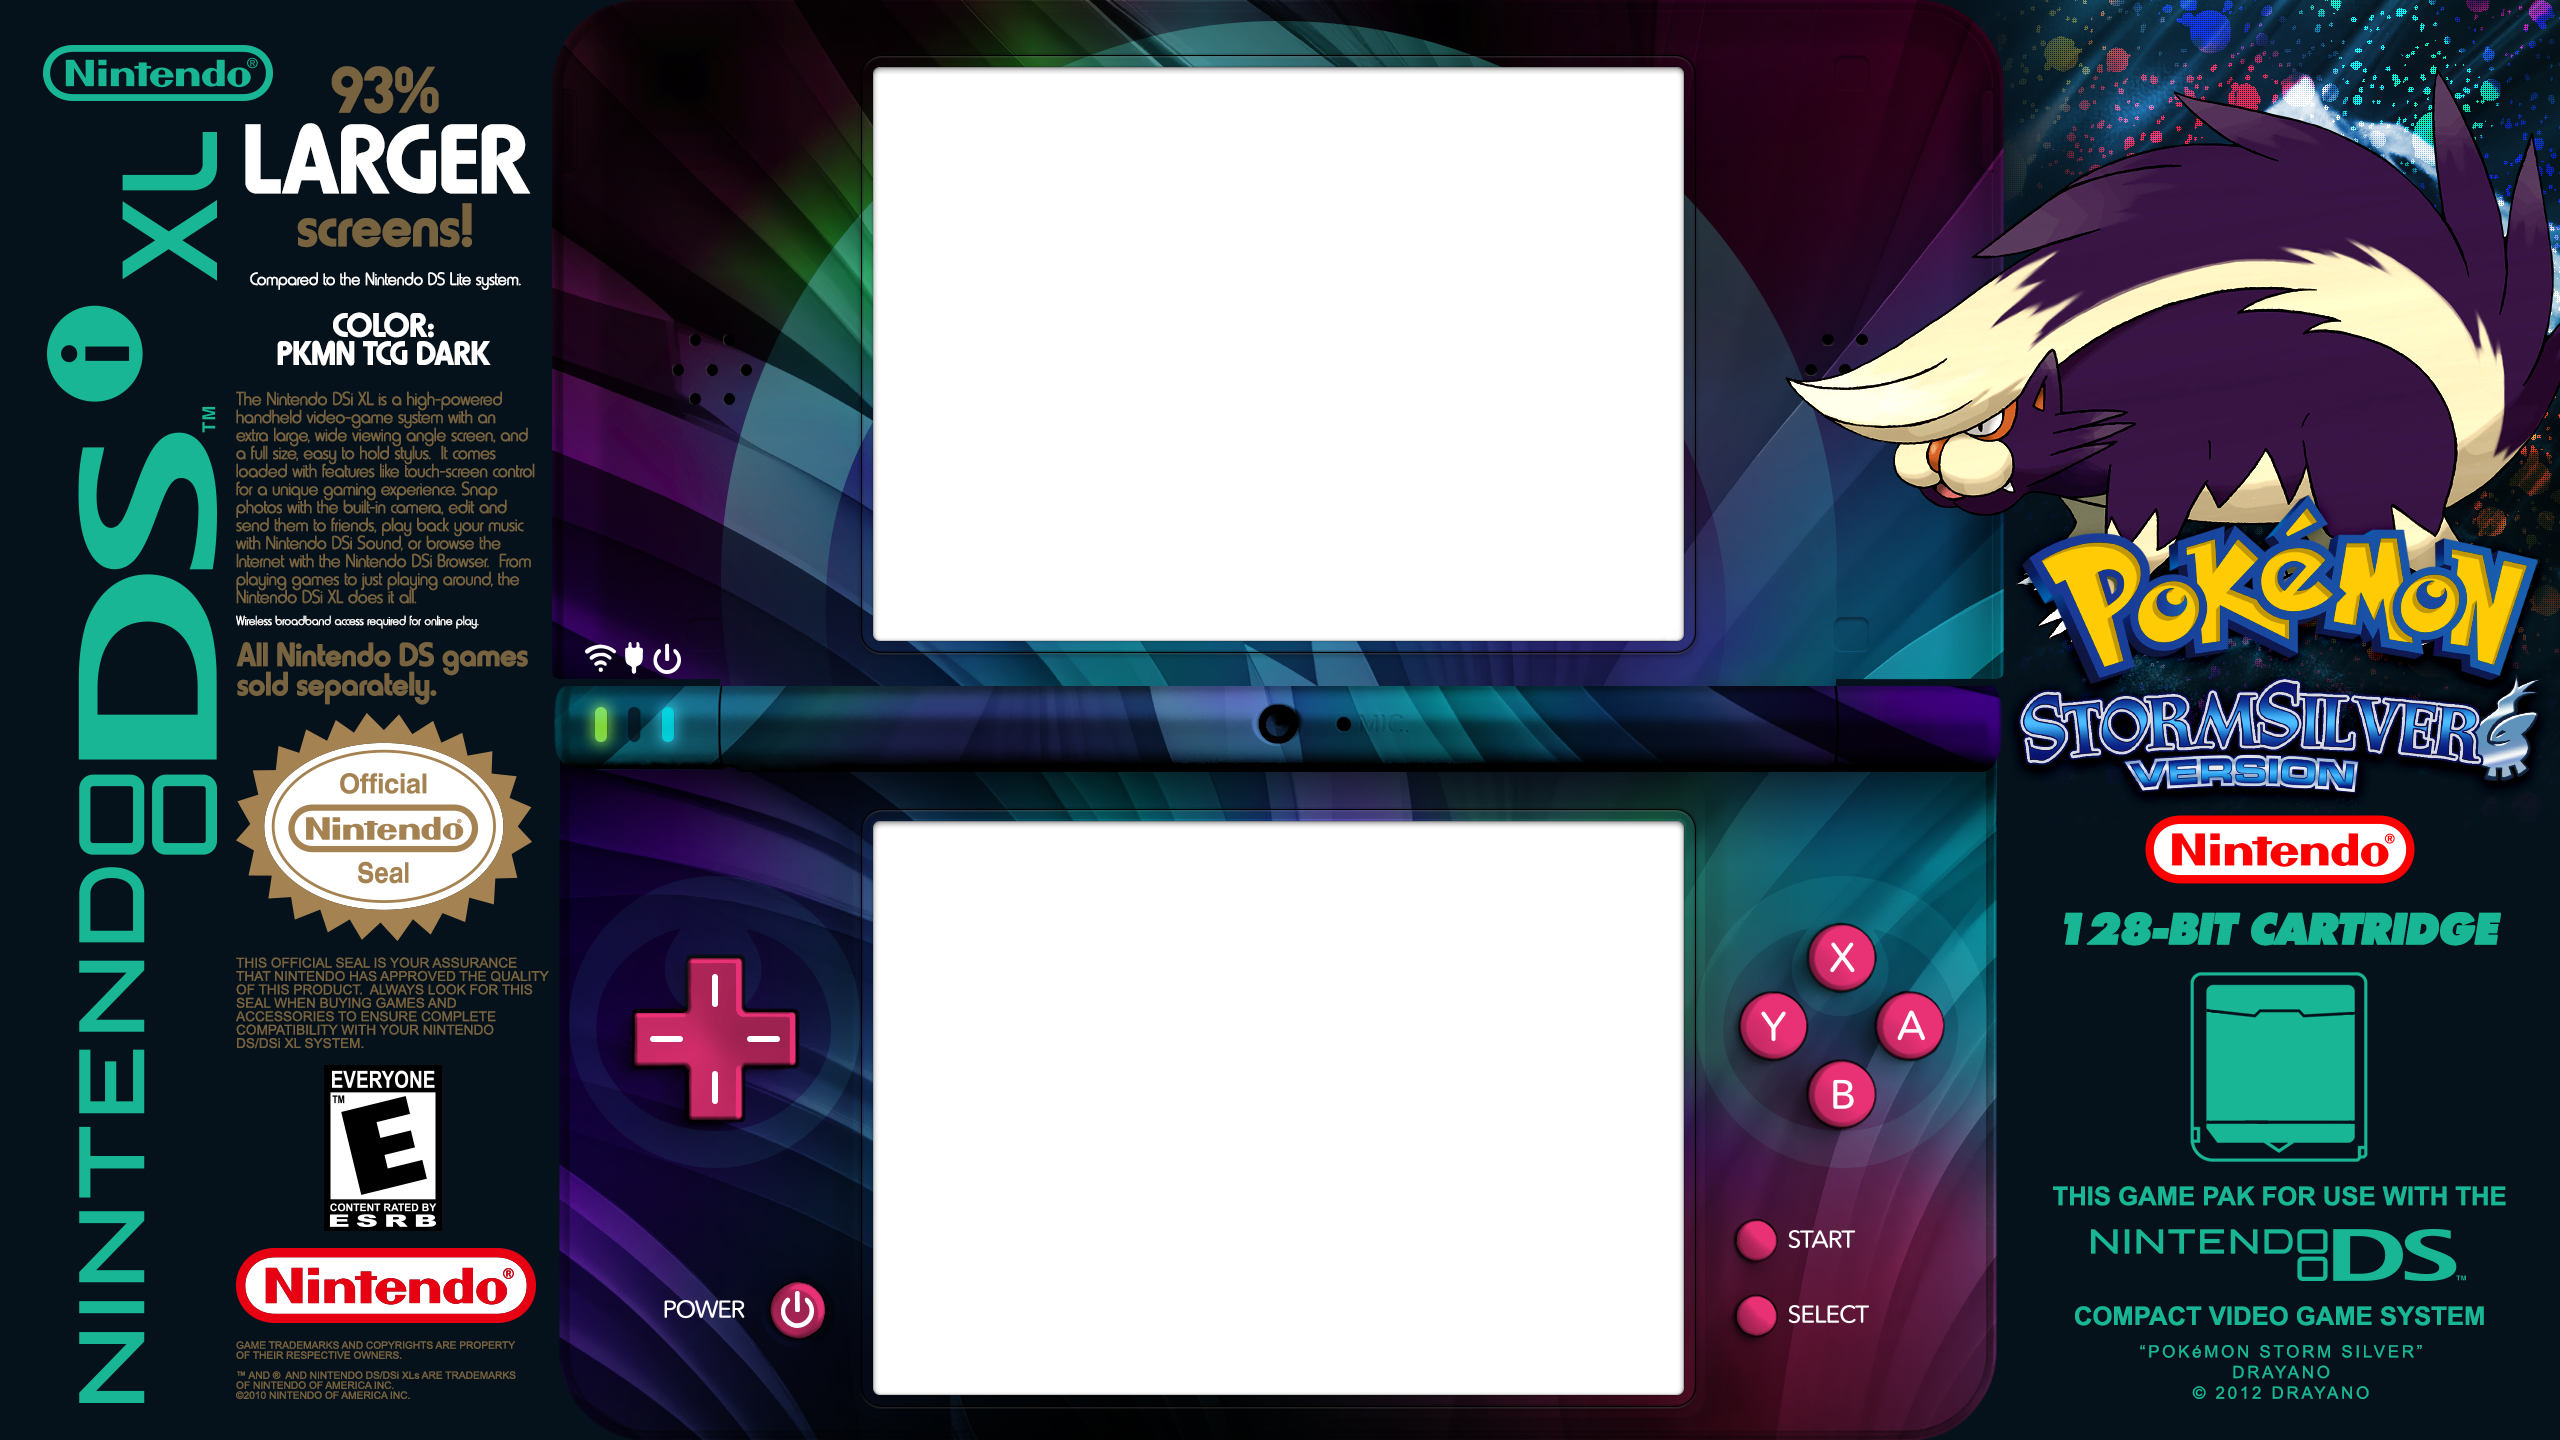 Nintendo®
NINTENDO DSi XL™
93%
LARGER
screens!
Compared to the Nintendo DS Lite system.
COLOR:
PKMN TCG DARK
The Nintendo DSi XL is a high-powered
handheld video-game system with an
extra large, wide viewing angle screen, and
a full size, easy to hold stylus. It comes
loaded with features like touch-screen control
for a unique gaming experience. Snap
photos with the built-in camera, edit and
send them to friends, play back your music
with Nintendo DSi Sound, or browse the
Internet with the Nintendo DSi Browser. From
playing games to just playing around, the
Nintendo DSi XL does it all.
Wireless broadband access required for online play.
All Nintendo DS games
sold separately.
Official
Nintendo®
Seal
THIS OFFICIAL SEAL IS YOUR ASSURANCE
THAT NINTENDO HAS APPROVED THE QUALITY
OF THIS PRODUCT. ALWAYS LOOK FOR THIS
SEAL WHEN BUYING GAMES AND
ACCESSORIES TO ENSURE COMPLETE
COMPATIBILITY WITH YOUR NINTENDO
DS/DSi XL SYSTEM.
EVERYONE
™
E
CONTENT RATED BY
ESRB
Nintendo®
GAME TRADEMARKS AND COPYRIGHTS ARE PROPERTY
OF THEIR RESPECTIVE OWNERS.
™ AND ® AND NINTENDO DS/DSi XLs ARE TRADEMARKS
OF NINTENDO OF AMERICA INC.
©2010 NINTENDO OF AMERICA INC.
MIC.
X
Y
A
B
START
SELECT
POWER
POKéMON
STORMSILVER
VERSION
Nintendo®
128-BIT CARTRIDGE
THIS GAME PAK FOR USE WITH THE
NINTENDO DS™
COMPACT VIDEO GAME SYSTEM
“POKéMON STORM SILVER”
DRAYANO
© 2012 DRAYANO